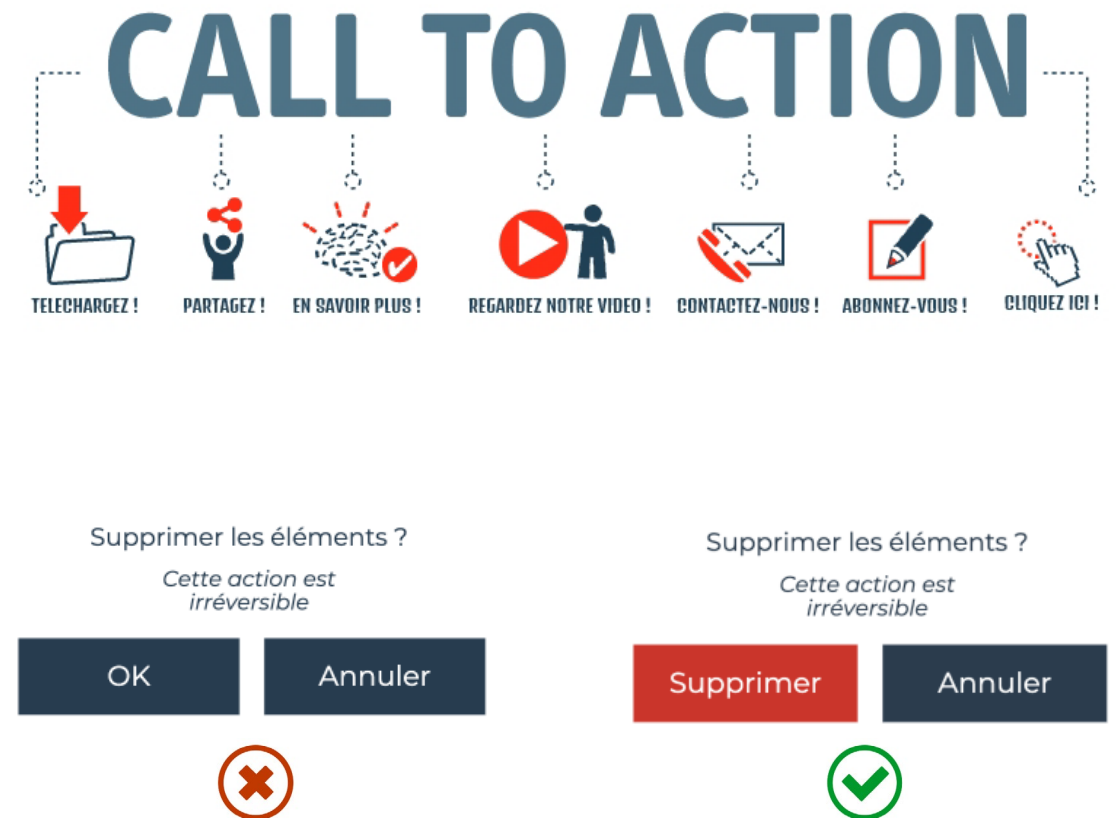 CALL TO ACTION
TELECHARGEZ !
PARTAGEZ !
EN SAVOIR PLUS !
REGARDEZ NOTRE VIDEO !
CONTACTEZ-NOUS !
ABONNEZ-VOUS !
CLIQUEZ ICI !
Supprimer les éléments ?
Cette action est
irréversible
OK
Annuler
Supprimer les éléments ?
Cette action est
irréversible
Supprimer
Annuler